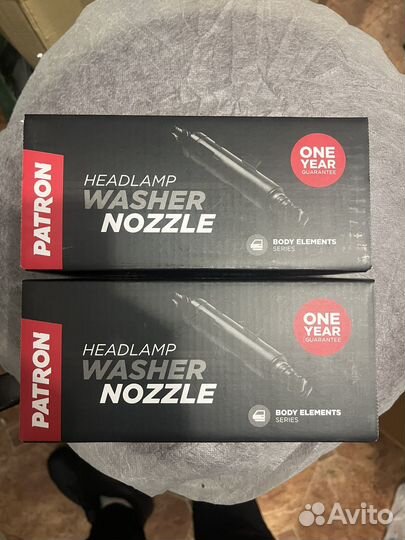 PATRON
HEADLAMP
WASHER
NOZZLE
ONE
YEAR
GUARANTEE
BODY ELEMENTS
SERIES
PATRON
HEADLAMP
WASHER
NOZZLE
ONE
YEAR
GUARANTEE
BODY ELEMENTS
SERIES
Avito